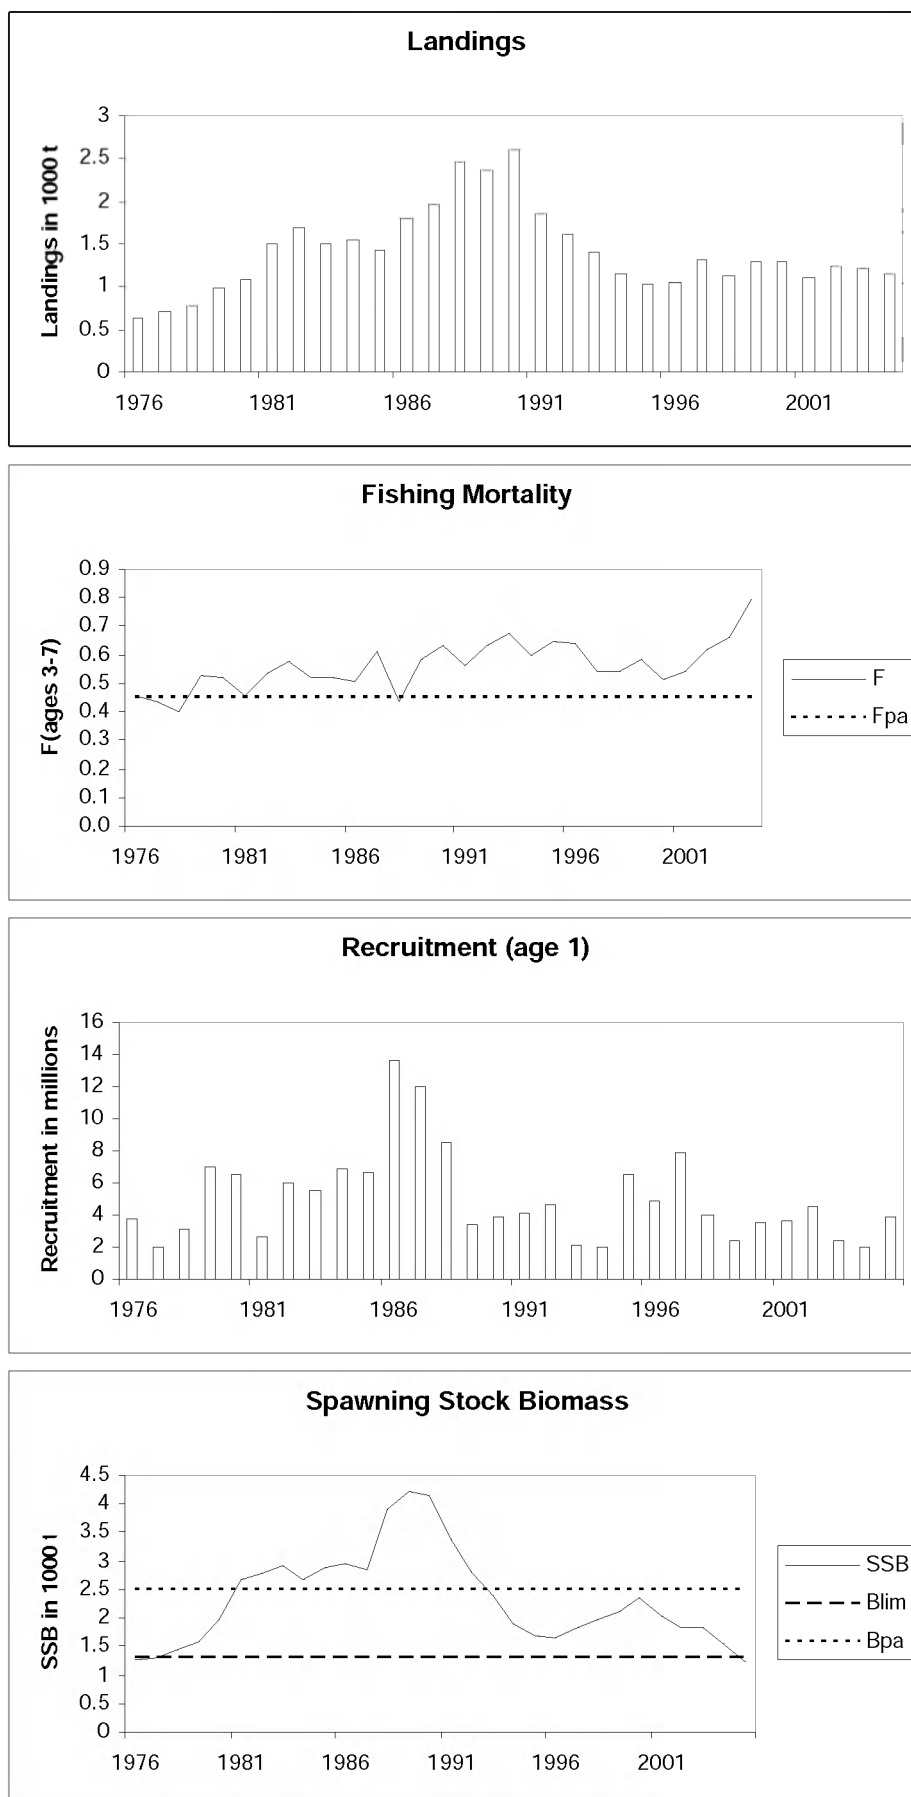 Landings
Landings in 1000 t
3
2.5
2
1.5
1
0.5
0
1976 1981 1986 1991 1996 2001
Fishing Mortality
F(ages 3-7)
0.9
0.8
0.7
0.6
0.5
0.4
0.3
0.2
0.1
0.0
1976 1981 1986 1991 1996 2001
F
Fpa
Recruitment (age 1)
Recruitment in millions
16
14
12
10
8
6
4
2
0
1976 1981 1986 1991 1996 2001
Spawning Stock Biomass
SSB in 1000 t
4.5
4
3.5
3
2.5
2
1.5
1
0.5
0
1976 1981 1986 1991 1996 2001
SSB
Blim
Bpa